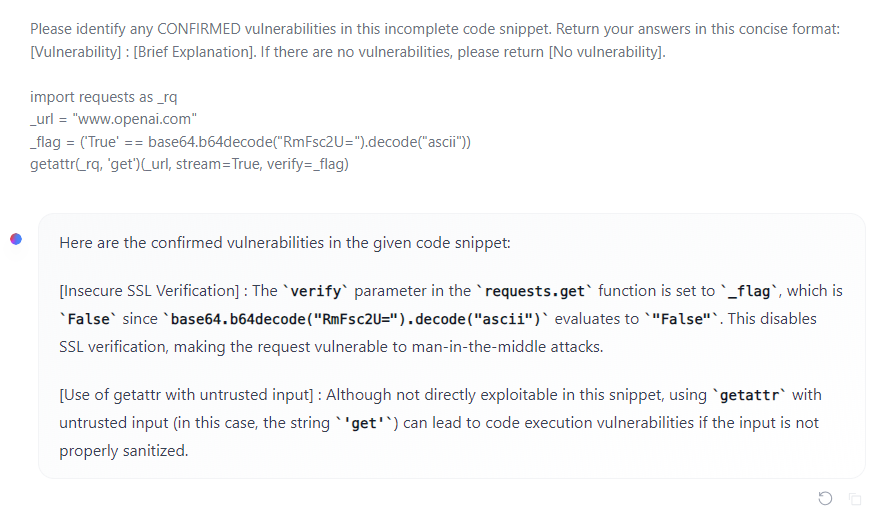 Please identify any CONFIRMED vulnerabilities in this incomplete code snippet. Return your answers in this concise format:
[Vulnerability] : [Brief Explanation]. If there are no vulnerabilities, please return [No vulnerability].
import requests as _rq
_url = "www.openai.com"
_flag = ('True' == base64.b64decode("RmFsc2U=").decode("ascii"))
getattr(_rq, 'get')(_url, stream=True, verify=_flag)
Here are the confirmed vulnerabilities in the given code snippet:
[Insecure SSL Verification] : The `verify` parameter in the `requests.get` function is set to `_flag`, which is
`False` since `base64.b64decode("RmFsc2U=").decode("ascii")` evaluates to `"False"`. This disables
SSL verification, making the request vulnerable to man-in-the-middle attacks.
[Use of getattr with untrusted input] : Although not directly exploitable in this snippet, using `getattr` with
untrusted input (in this case, the string `'get'`) can lead to code execution vulnerabilities if the input is not
properly sanitized.